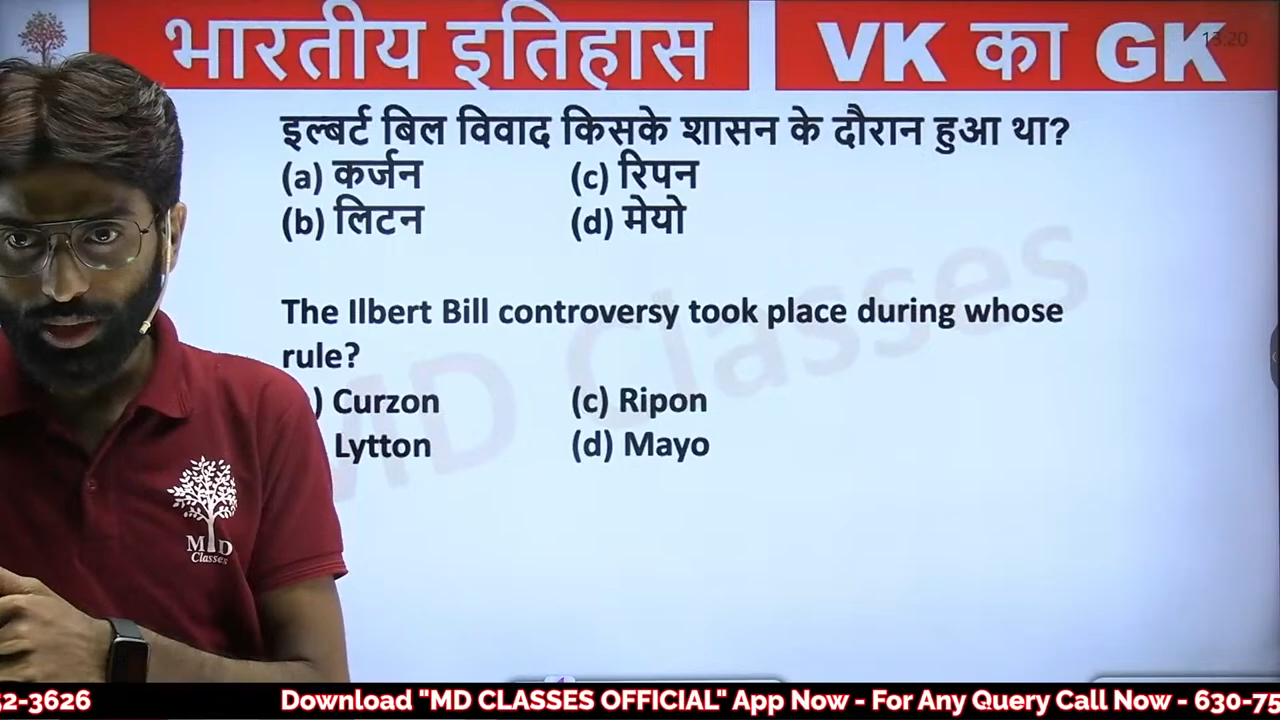 भारतीय इतिहास
VK का GK
13.20
इल्बर्ट बिल विवाद किसके शासन के दौरान हुआ था?
(a) कर्जन (c) रिपन
(b) लिटन (d) मेयो
The Ilbert Bill controversy took place during whose
rule?
) Curzon (c) Ripon
Lytton (d) Mayo
MD Classes
MD
Classes
52-3626 Download "MD CLASSES OFFICIAL" App Now - For Any Query Call Now - 630-75